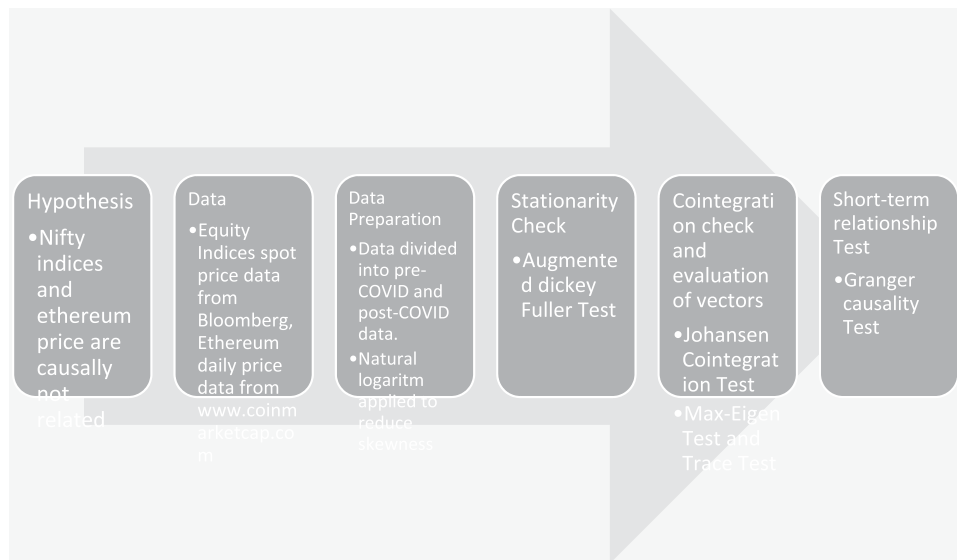 Hypothesis
•Nifty
indices
and
ethereum
price are
causally
not
related
Data
•Equity
Indices spot
price data
from
Bloomberg,
Ethereum
daily price
data from
www.coinm
arketcap.co
m
Data
Preparation
•Data divided
into pre-
COVID and
post-COVID
data.
•Natural
logaritm
applied to
reduce
skewness
Stationarity
Check
•Augmente
d dickey
Fuller Test
Cointegrati
on check
and
evaluation
of vectors
•Johansen
Cointegrat
ion Test
•Max-Eigen
Test and
Trace Test
Short-term
relationship
Test
•Granger
causality
Test